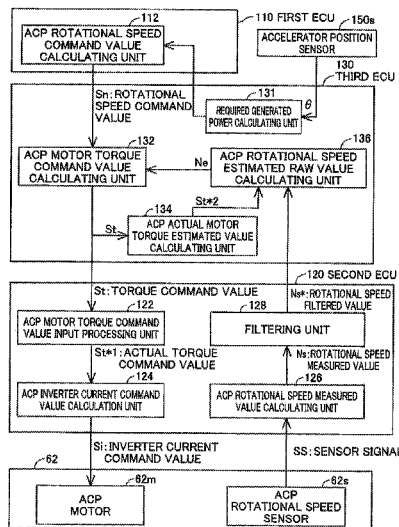 110 FIRST ECU
112
150s
ACP ROTATIONAL
SPEED
COMMAND VALUE
CALCULATING UNIT
ACCELERATOR POSITION
SENSOR
130
THIRD ECU
Sn: ROTATIONAL
SPEED COMMAND
VALUE
131
REQUIRED GENERATED
POWER CALCULATING UNIT
θ
132
136
ACP MOTOR TORQUE
COMMAND VALUE
CALCULATING UNIT
Ne
ACP ROTATIONAL SPEED
ESTIMATED RAW VALUE
CALCULATING UNIT
134
St*2
St
ACP ACTUAL MOTOR
TORQUE ESTIMATED VALUE
CALCULATING UNIT
120 SECOND ECU
St: TORQUE COMMAND VALUE
Ns*: ROTATIONAL SPEED
FILTERED VALUE
122
128
ACP MOTOR TORQUE COMMAND
VALUE INPUT PROCESSING UNIT
FILTERING UNIT
St*1: ACTUAL TORQUE
COMMAND VALUE
Ns: ROTATIONAL SPEED
MEASURED VALUE
124
126
ACP INVERTER CURRENT COMMAND
VALUE CALCULATION UNIT
ACP ROTATIONAL SPEED MEASURED
VALUE CALCULATING UNIT
Si: INVERTER CURRENT
COMMAND VALUE
SS: SENSOR SIGNAL
62
62m
62s
ACP
MOTOR
ACP
ROTATIONAL SPEED
SENSOR